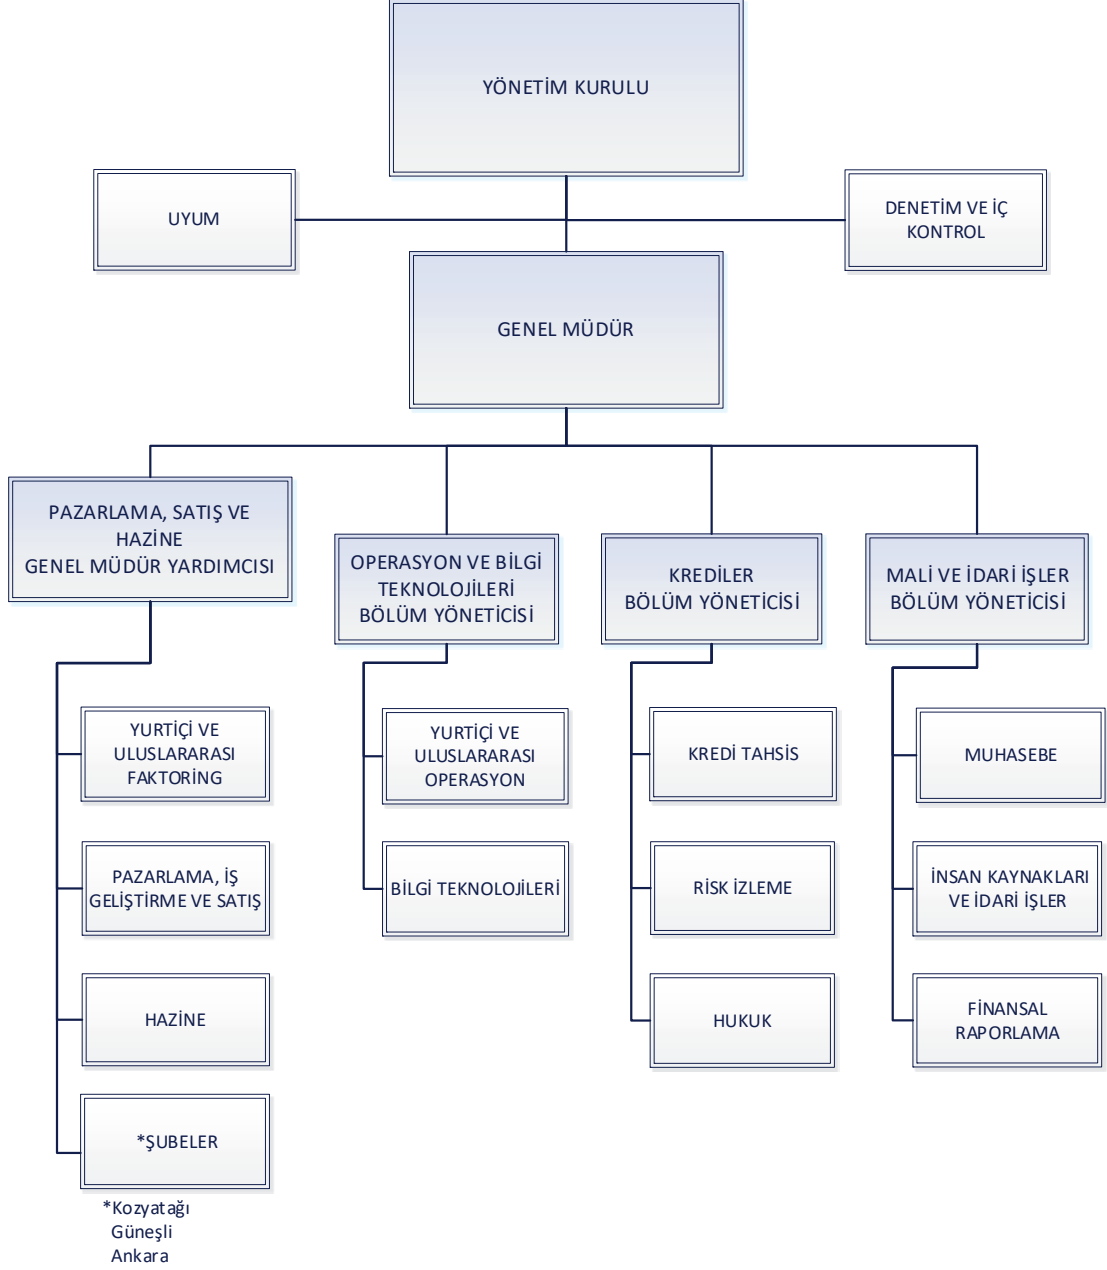 YÖNETİM KURULU
UYUM
DENETİM VE İÇ
KONTROL
GENEL MÜDÜR
PAZARLAMA, SATIŞ VE
HAZİNE
GENEL MÜDÜR YARDIMCISI
OPERASYON VE BİLGİ
TEKNOLOJİLERİ
BÖLÜM YÖNETİCİSİ
KREDİLER
BÖLÜM YÖNETİCİSİ
MALİ VE İDARİ İŞLER
BÖLÜM YÖNETİCİSİ
YURTİÇİ VE
ULUSLARARASI
FAKTORİNG
YURTİÇİ VE
ULUSLARARASI
OPERASYON
KREDİ TAHSİS
MUHASEBE
PAZARLAMA, İŞ
GELİŞTİRME VE SATIŞ
BİLGİ TEKNOLOJİLERİ
RİSK İZLEME
İNSAN KAYNAKLARI
VE İDARİ İŞLER
HAZİNE
HUKUK
FİNANSAL
RAPORLAMA
*ŞUBELER
*Kozyatağı
Güneşli
Ankara